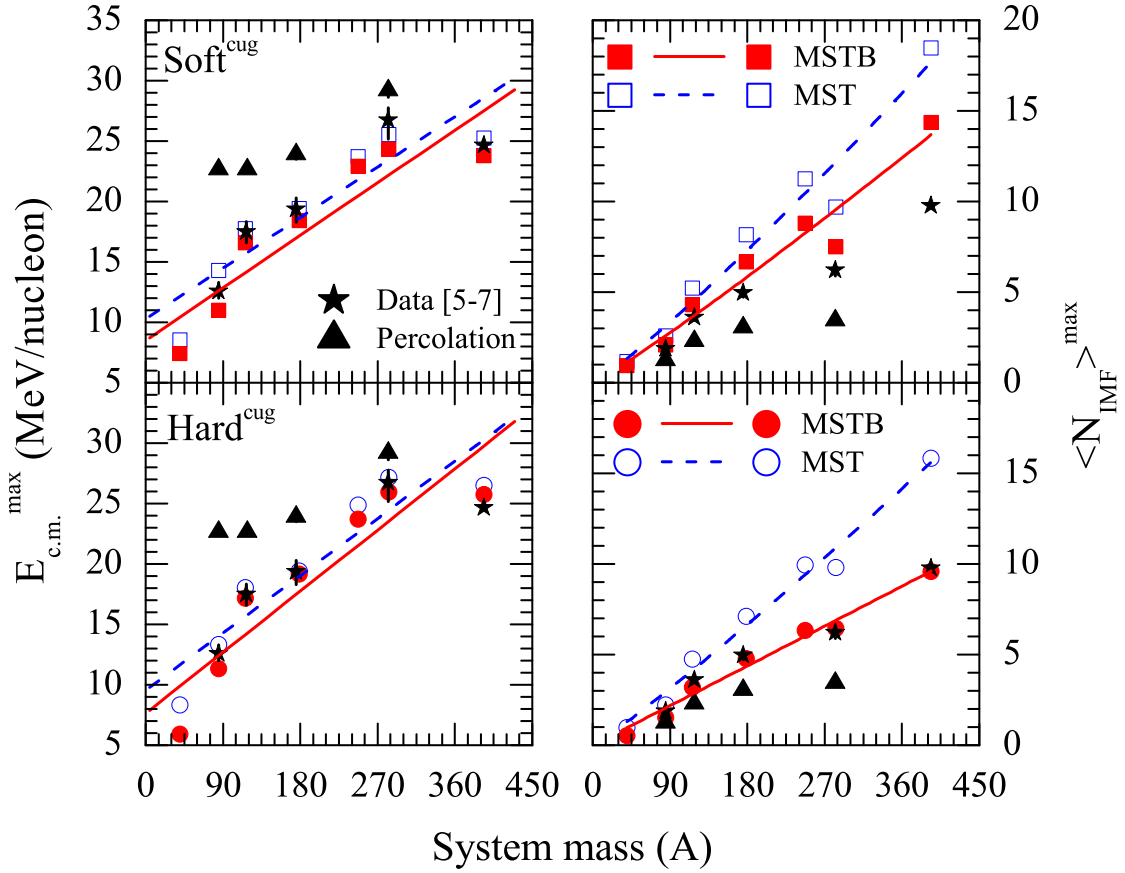 35
30
25
20
15
10
5
30
25
20
15
10
5
E_c.m.^max (MeV/nucleon)
Soft^cug
Data [5-7]
Percolation
Hard^cug
MSTB
MST
MSTB
MST
20
15
10
5
0
15
10
5
0
<N_IMF>^max
0 90 180 270 360 450 0 90 180 270 360 450
System mass (A)